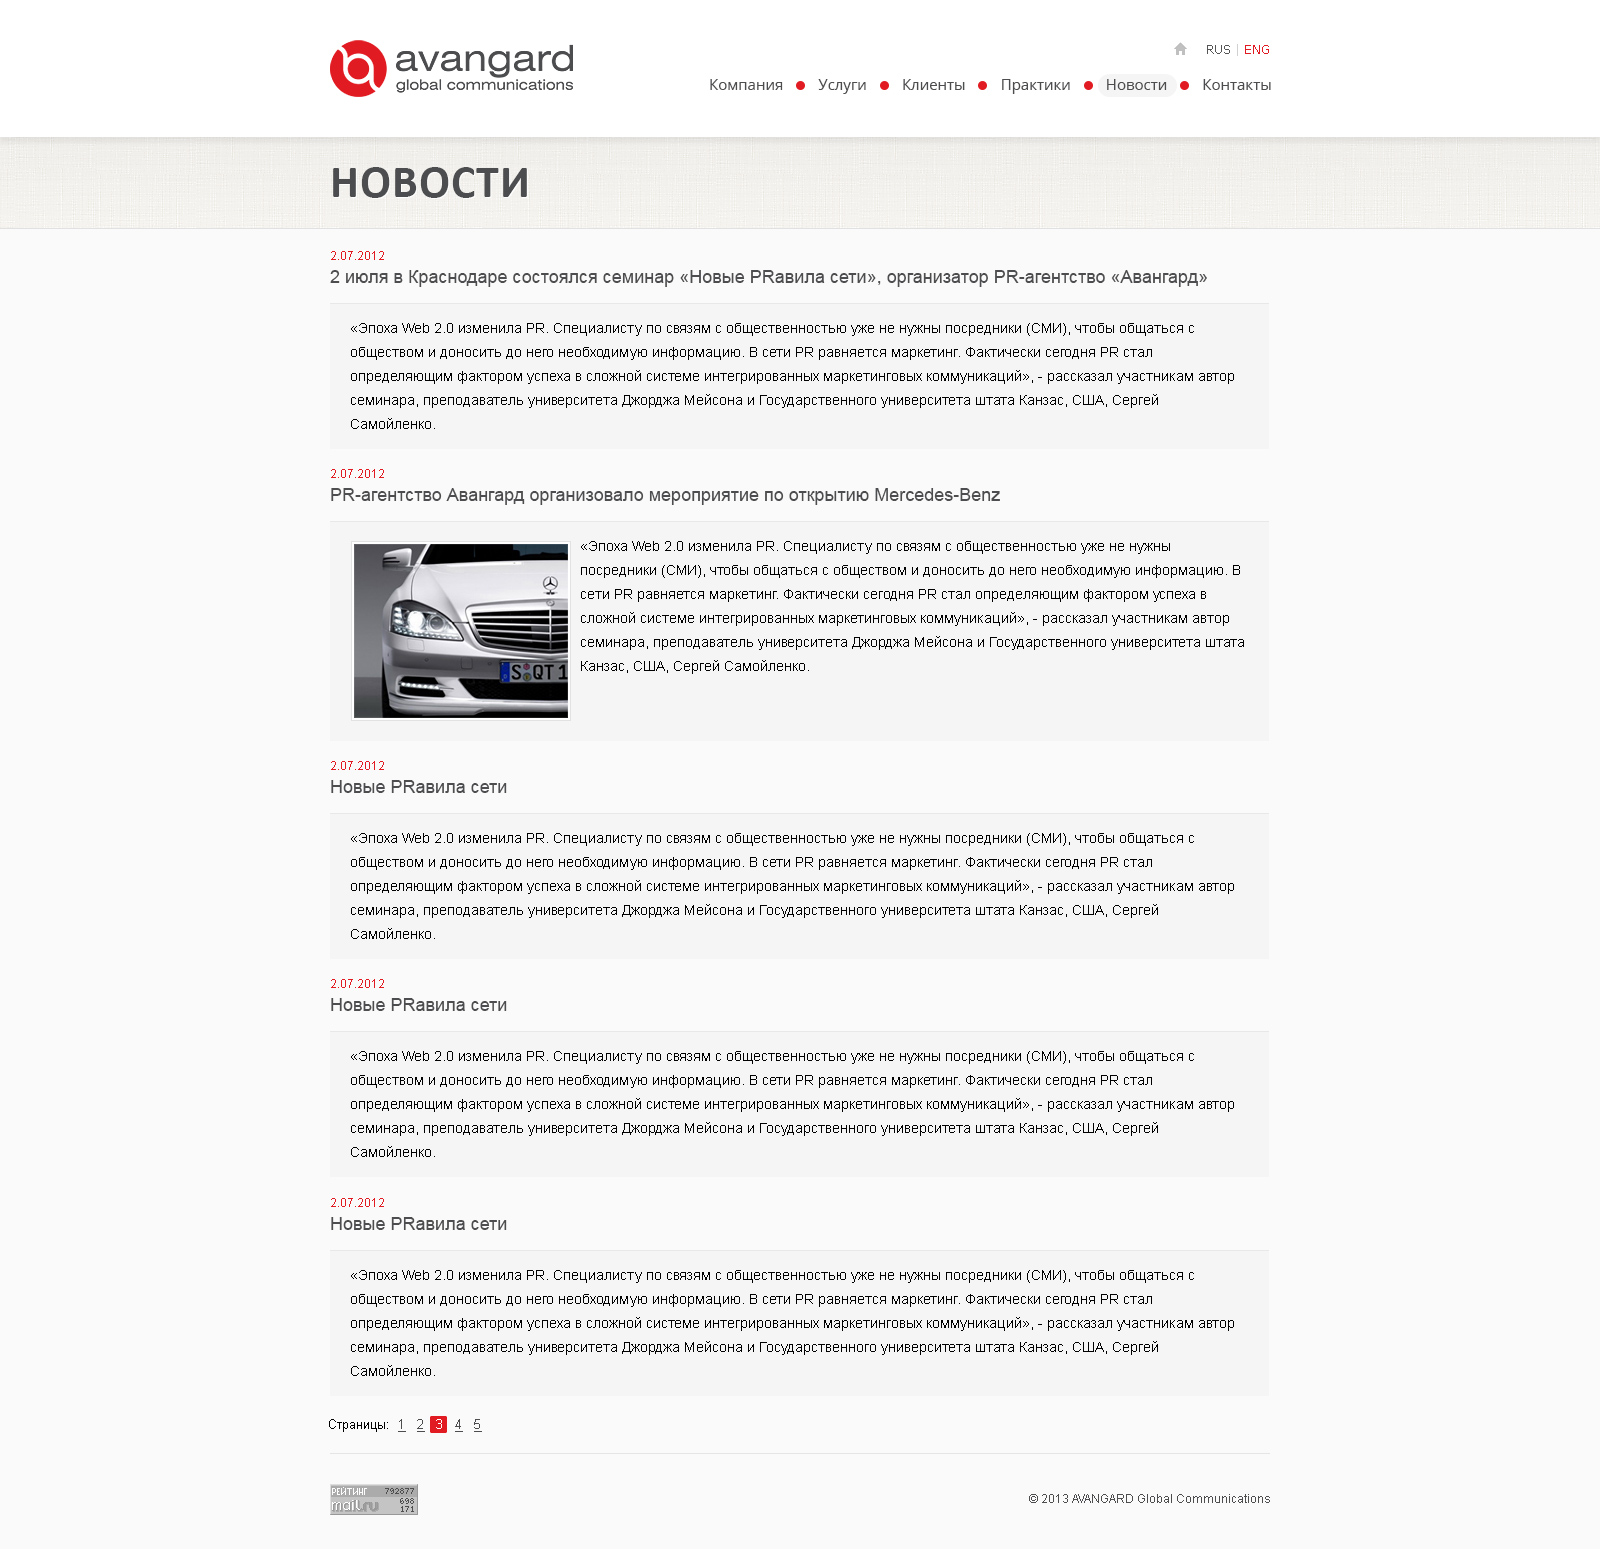 avangard
global communications
RUS | ENG
Компания Услуги Клиенты Практики Новости Контакты
НОВОСТИ
2.07.2012
2 июля в Краснодаре состоялся семинар «Новые PRавила сети», организатор PR-агентство «Авангард»
«Эпоха Web 2.0 изменила PR. Специалисту по связям с общественностью уже не нужны посредники (СМИ), чтобы общаться с
обществом и доносить до него необходимую информацию. В сети PR равняется маркетинг. Фактически сегодня PR стал
определяющим фактором успеха в сложной системе интегрированных маркетинговых коммуникаций», - рассказал участникам автор
семинара, преподаватель университета Джорджа Мейсона и Государственного университета штата Канзас, США, Сергей
Самойленко.
2.07.2012
PR-агентство Авангард организовало мероприятие по открытию Mercedes-Benz
«Эпоха Web 2.0 изменила PR. Специалисту по связям с общественностью уже не нужны
посредники (СМИ), чтобы общаться с обществом и доносить до него необходимую информацию. В
сети PR равняется маркетинг. Фактически сегодня PR стал определяющим фактором успеха в
сложной системе интегрированных маркетинговых коммуникаций», - рассказал участникам автор
семинара, преподаватель университета Джорджа Мейсона и Государственного университета штата
Канзас, США, Сергей Самойленко.
S QT 1
2.07.2012
Новые PRавила сети
«Эпоха Web 2.0 изменила PR. Специалисту по связям с общественностью уже не нужны посредники (СМИ), чтобы общаться с
обществом и доносить до него необходимую информацию. В сети PR равняется маркетинг. Фактически сегодня PR стал
определяющим фактором успеха в сложной системе интегрированных маркетинговых коммуникаций», - рассказал участникам автор
семинара, преподаватель университета Джорджа Мейсона и Государственного университета штата Канзас, США, Сергей
Самойленко.
2.07.2012
Новые PRавила сети
«Эпоха Web 2.0 изменила PR. Специалисту по связям с общественностью уже не нужны посредники (СМИ), чтобы общаться с
обществом и доносить до него необходимую информацию. В сети PR равняется маркетинг. Фактически сегодня PR стал
определяющим фактором успеха в сложной системе интегрированных маркетинговых коммуникаций», - рассказал участникам автор
семинара, преподаватель университета Джорджа Мейсона и Государственного университета штата Канзас, США, Сергей
Самойленко.
2.07.2012
Новые PRавила сети
«Эпоха Web 2.0 изменила PR. Специалисту по связям с общественностью уже не нужны посредники (СМИ), чтобы общаться с
обществом и доносить до него необходимую информацию. В сети PR равняется маркетинг. Фактически сегодня PR стал
определяющим фактором успеха в сложной системе интегрированных маркетинговых коммуникаций», - рассказал участникам автор
семинара, преподаватель университета Джорджа Мейсона и Государственного университета штата Канзас, США, Сергей
Самойленко.
Страницы: 1 2 3 4 5
РЕЙТИНГ 792877
mail.ru 698
171
© 2013 AVANGARD Global Communications